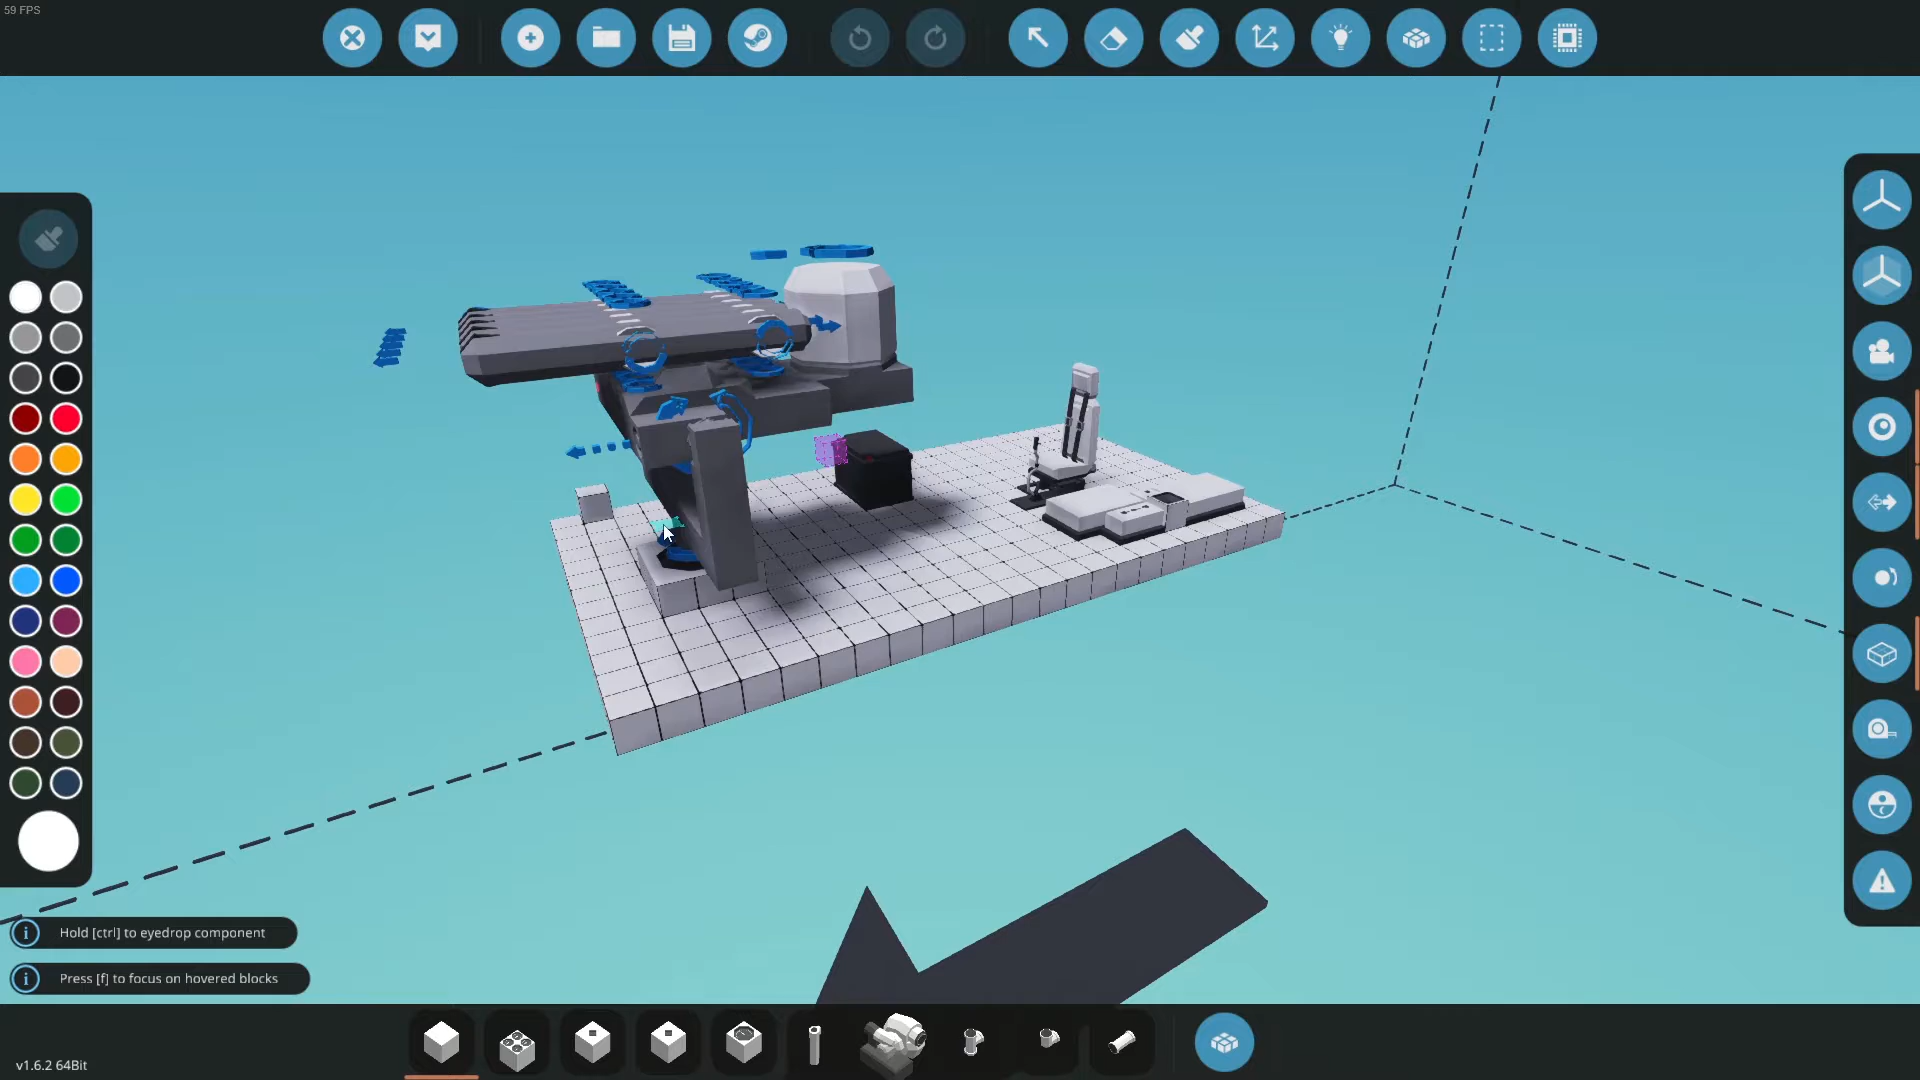 59 FPS
Hold [ctrl] to eyedrop component
Press [f] to focus on hovered blocks
v1.6.2 64Bit